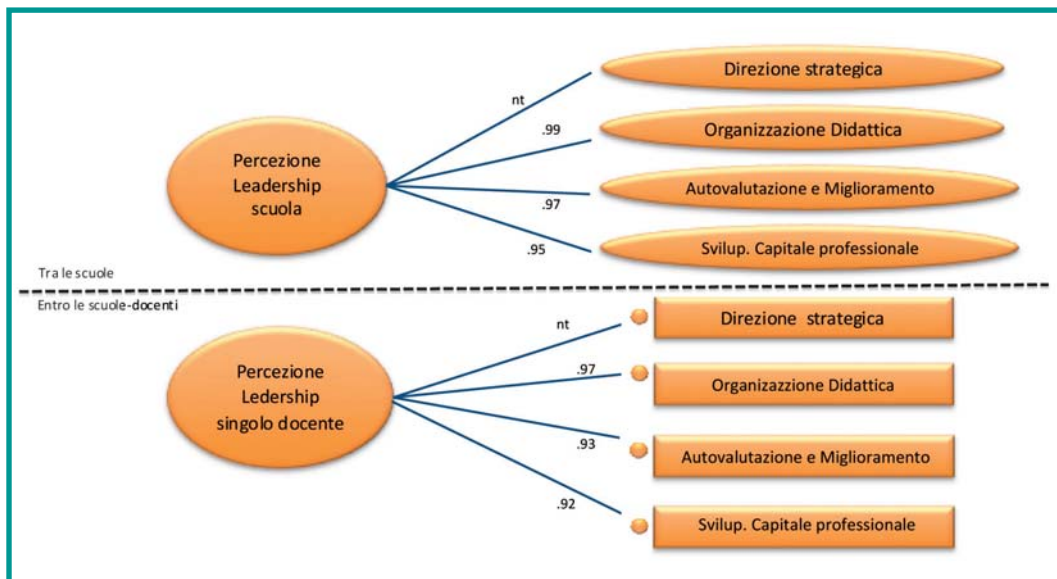 Direzione strategica
nt
.99
Organizzazione Didattica
Percezione
Leadership
scuola
.97
Autovalutazione e Miglioramento
.95
Svilup. Capitale professionale
Tra le scuole
Entro le scuole-docenti
nt
Direzione strategica
Percezione
Ledership
singolo docente
.97
Organizazzione Didattica
.93
Autovalutazione e Miglioramento
.92
Svilup. Capitale professionale